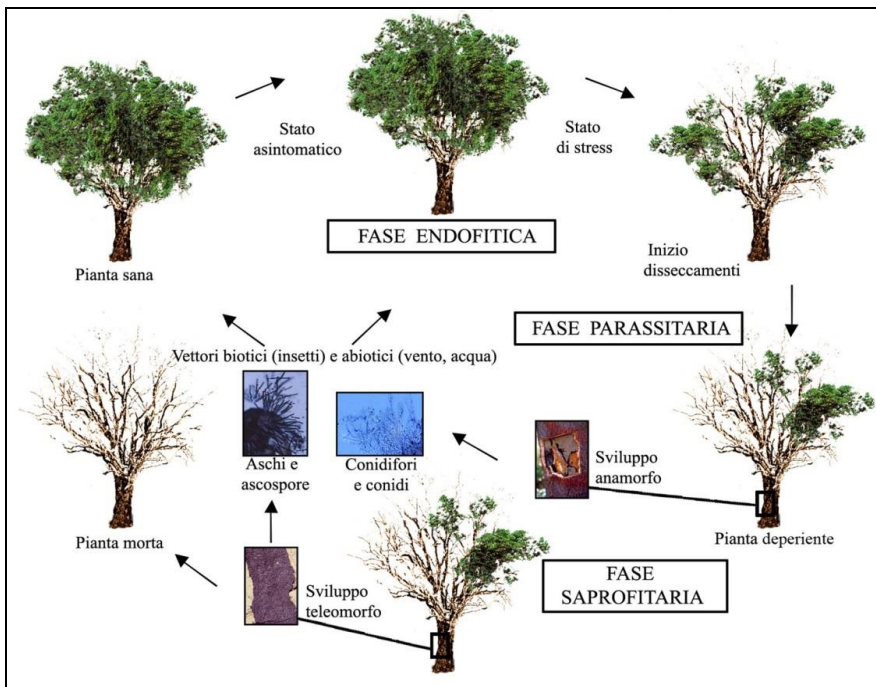 Stato
asintomatico
Stato
di stress
FASE ENDOFITICA
Pianta sana
Inizio
disseccamenti
FASE PARASSITARIA
Vettori biotici (insetti) e abiotici (vento, acqua)
Aschi e
ascospore
Conidifori
e conidi
Sviluppo
anamorfo
Pianta morta
Pianta deperiente
Sviluppo
teleomorfo
FASE
SAPROFITARIA